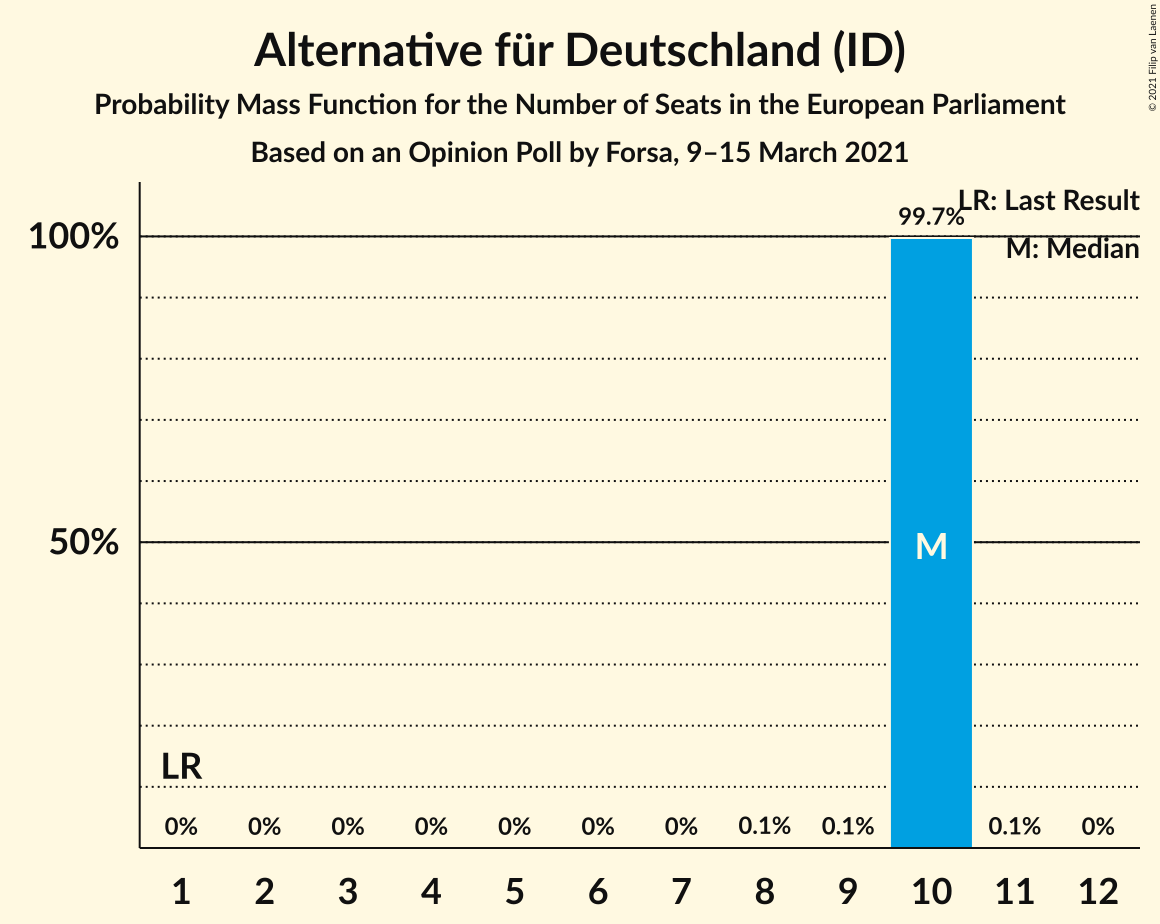 Alternative für Deutschland (ID)
Probability Mass Function for the Number of Seats in the European Parliament
Based on an Opinion Poll by Forsa, 9–15 March 2021
© 2021 Filip van Laenen
LR: Last Result
M: Median
99.7%
100%
50%
M
LR
0% 0% 0% 0% 0% 0% 0% 0.1% 0.1% 0.1% 0%
1 2 3 4 5 6 7 8 9 10 11 12